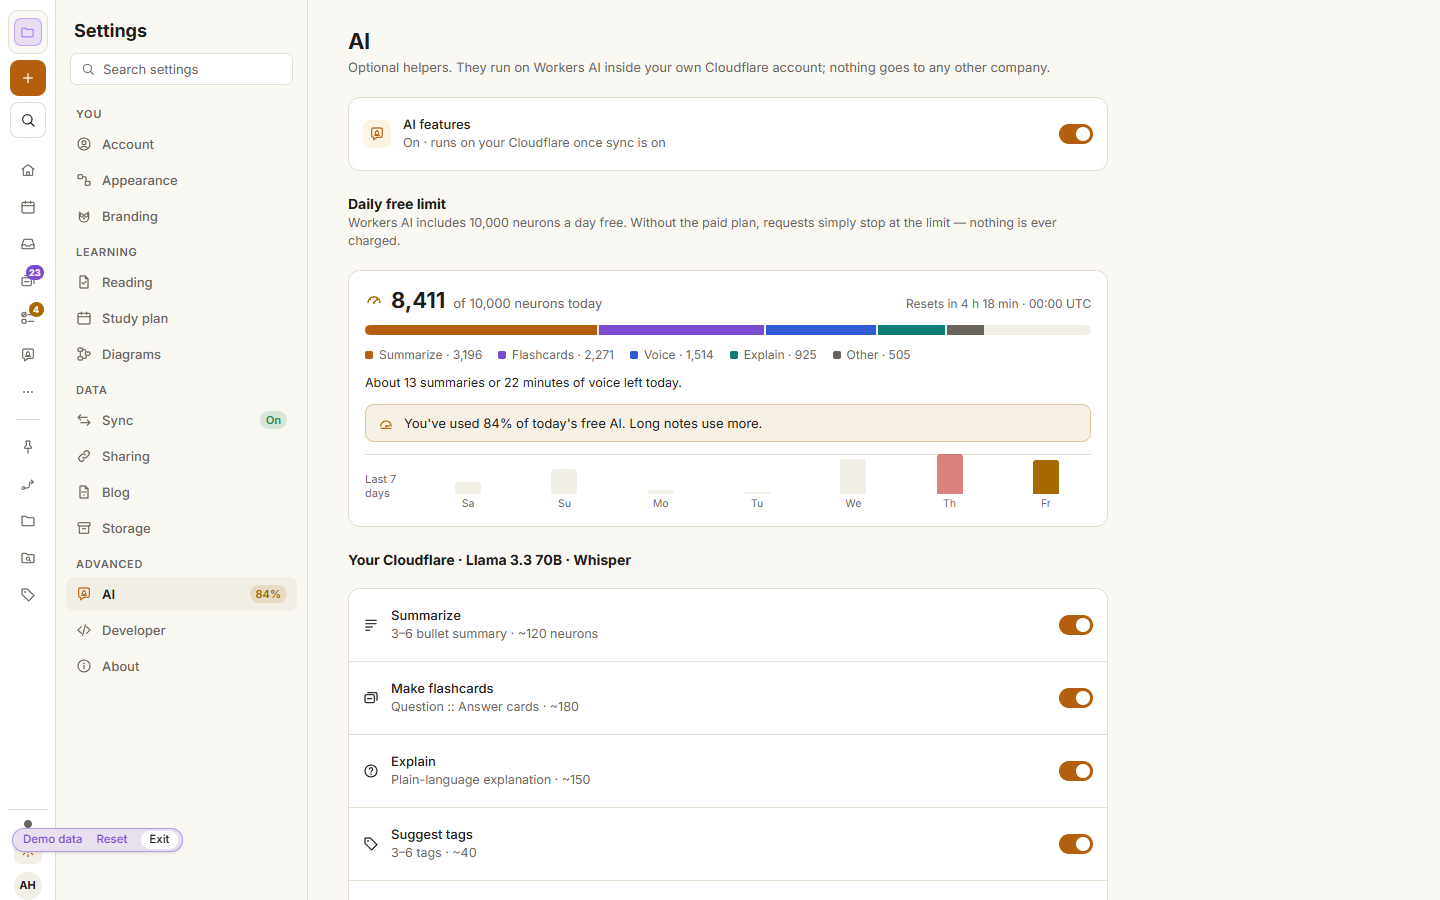 Settings
Search settings
YOU
Account
Appearance
Branding
LEARNING
Reading
Study plan
Diagrams
DATA
Sync On
Sharing
Blog
Storage
ADVANCED
AI 84%
Developer
About
23
4
Demo data Reset Exit
AH
AI
Optional helpers. They run on Workers AI inside your own Cloudflare account; nothing goes to any other company.
AI features
On · runs on your Cloudflare once sync is on
Daily free limit
Workers AI includes 10,000 neurons a day free. Without the paid plan, requests simply stop at the limit — nothing is ever
charged.
8,411 of 10,000 neurons today
Resets in 4 h 18 min · 00:00 UTC
Summarize · 3,196 Flashcards · 2,271 Voice · 1,514 Explain · 925 Other · 505
About 13 summaries or 22 minutes of voice left today.
You've used 84% of today's free AI. Long notes use more.
Last 7
days
Sa Su Mo Tu We Th Fr
Your Cloudflare · Llama 3.3 70B · Whisper
Summarize
3–6 bullet summary · ~120 neurons
Make flashcards
Question :: Answer cards · ~180
Explain
Plain-language explanation · ~150
Suggest tags
3–6 tags · ~40